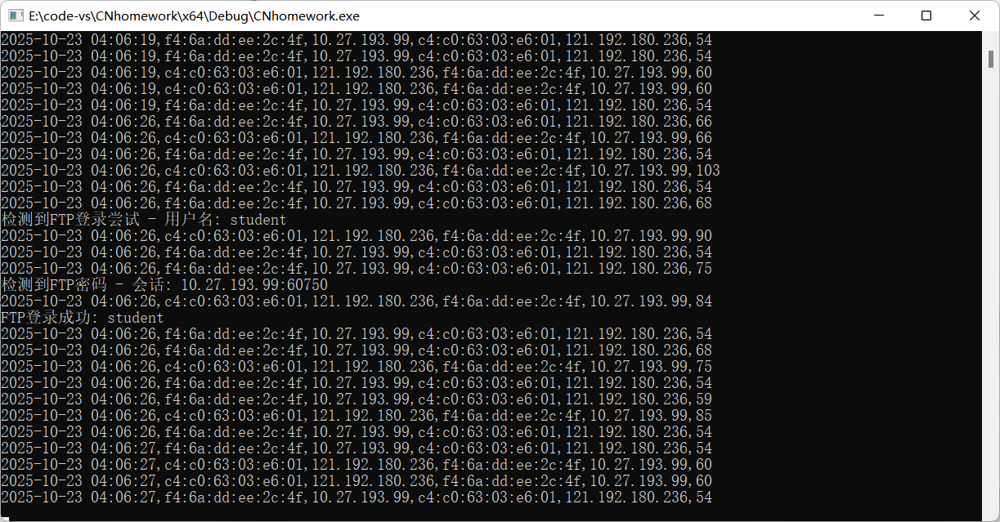 E:\code-vs\CNhomework\x64\Debug\CNhomework.exe
2025-10-23 04:06:19,f4:6a:dd:ee:2c:4f,10.27.193.99,c4:c0:63:03:e6:01,121.192.180.236,54
2025-10-23 04:06:19,f4:6a:dd:ee:2c:4f,10.27.193.99,c4:c0:63:03:e6:01,121.192.180.236,54
2025-10-23 04:06:19,c4:c0:63:03:e6:01,121.192.180.236,f4:6a:dd:ee:2c:4f,10.27.193.99,60
2025-10-23 04:06:19,c4:c0:63:03:e6:01,121.192.180.236,f4:6a:dd:ee:2c:4f,10.27.193.99,60
2025-10-23 04:06:19,f4:6a:dd:ee:2c:4f,10.27.193.99,c4:c0:63:03:e6:01,121.192.180.236,54
2025-10-23 04:06:26,f4:6a:dd:ee:2c:4f,10.27.193.99,c4:c0:63:03:e6:01,121.192.180.236,66
2025-10-23 04:06:26,c4:c0:63:03:e6:01,121.192.180.236,f4:6a:dd:ee:2c:4f,10.27.193.99,66
2025-10-23 04:06:26,f4:6a:dd:ee:2c:4f,10.27.193.99,c4:c0:63:03:e6:01,121.192.180.236,54
2025-10-23 04:06:26,c4:c0:63:03:e6:01,121.192.180.236,f4:6a:dd:ee:2c:4f,10.27.193.99,103
2025-10-23 04:06:26,f4:6a:dd:ee:2c:4f,10.27.193.99,c4:c0:63:03:e6:01,121.192.180.236,54
2025-10-23 04:06:26,f4:6a:dd:ee:2c:4f,10.27.193.99,c4:c0:63:03:e6:01,121.192.180.236,68
检测到FTP登录尝试 - 用户名: student
2025-10-23 04:06:26,c4:c0:63:03:e6:01,121.192.180.236,f4:6a:dd:ee:2c:4f,10.27.193.99,90
2025-10-23 04:06:26,f4:6a:dd:ee:2c:4f,10.27.193.99,c4:c0:63:03:e6:01,121.192.180.236,54
2025-10-23 04:06:26,f4:6a:dd:ee:2c:4f,10.27.193.99,c4:c0:63:03:e6:01,121.192.180.236,75
检测到FTP密码 - 会话: 10.27.193.99:60750
2025-10-23 04:06:26,c4:c0:63:03:e6:01,121.192.180.236,f4:6a:dd:ee:2c:4f,10.27.193.99,84
FTP登录成功: student
2025-10-23 04:06:26,f4:6a:dd:ee:2c:4f,10.27.193.99,c4:c0:63:03:e6:01,121.192.180.236,54
2025-10-23 04:06:26,f4:6a:dd:ee:2c:4f,10.27.193.99,c4:c0:63:03:e6:01,121.192.180.236,68
2025-10-23 04:06:26,c4:c0:63:03:e6:01,121.192.180.236,f4:6a:dd:ee:2c:4f,10.27.193.99,75
2025-10-23 04:06:26,f4:6a:dd:ee:2c:4f,10.27.193.99,c4:c0:63:03:e6:01,121.192.180.236,54
2025-10-23 04:06:26,f4:6a:dd:ee:2c:4f,10.27.193.99,c4:c0:63:03:e6:01,121.192.180.236,59
2025-10-23 04:06:26,c4:c0:63:03:e6:01,121.192.180.236,f4:6a:dd:ee:2c:4f,10.27.193.99,85
2025-10-23 04:06:26,f4:6a:dd:ee:2c:4f,10.27.193.99,c4:c0:63:03:e6:01,121.192.180.236,54
2025-10-23 04:06:27,f4:6a:dd:ee:2c:4f,10.27.193.99,c4:c0:63:03:e6:01,121.192.180.236,54
2025-10-23 04:06:27,c4:c0:63:03:e6:01,121.192.180.236,f4:6a:dd:ee:2c:4f,10.27.193.99,60
2025-10-23 04:06:27,c4:c0:63:03:e6:01,121.192.180.236,f4:6a:dd:ee:2c:4f,10.27.193.99,60
2025-10-23 04:06:27,f4:6a:dd:ee:2c:4f,10.27.193.99,c4:c0:63:03:e6:01,121.192.180.236,54